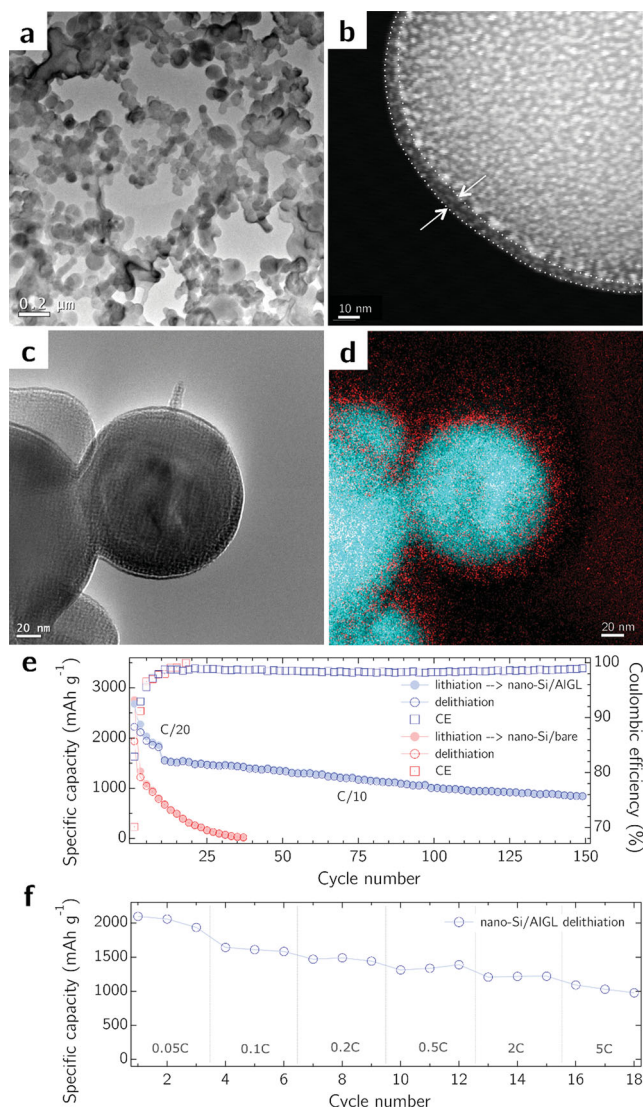 a
b
0.2 μm
10 nm
c
d
20 nm
20 nm
e
Specific capacity (mAh g⁻¹)
3000
2000
1000
0
C/20
C/10
lithiation --> nano-Si/AlGL
delithiation
CE
lithiation --> nano-Si/bare
delithiation
CE
100
90
80
70
Coulombic efficiency (%)
25 50 75 100 125 150
Cycle number
f
Specific capacity (mAh g⁻¹)
2000
1500
1000
500
0
nano-Si/AlGL delithiation
0.05C 0.1C 0.2C 0.5C 2C 5C
2 4 6 8 10 12 14 16 18
Cycle number